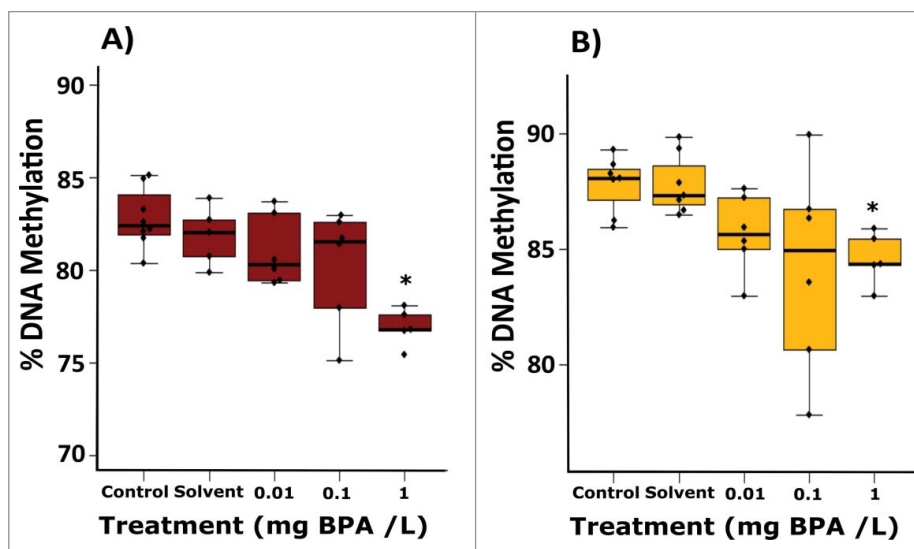 A)
% DNA Methylation
90
85
80
75
70
*
Control Solvent 0.01 0.1 1
Treatment (mg BPA /L)
B)
% DNA Methylation
90
85
80
*
Control Solvent 0.01 0.1 1
Treatment (mg BPA /L)